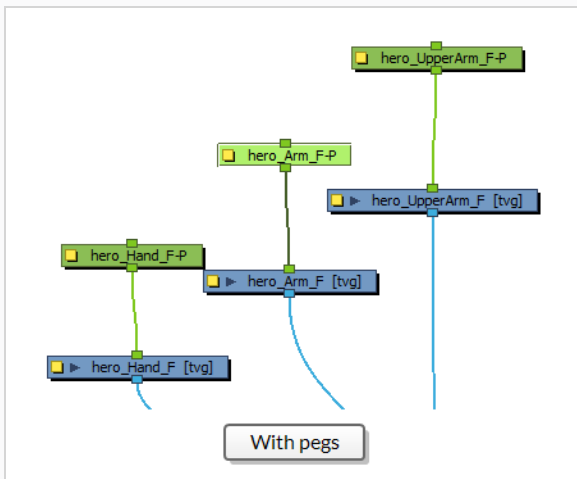 hero_UpperArm_F-P
hero_Arm_F-P
hero_UpperArm_F [tvg]
hero_Hand_F-P
hero_Arm_F [tvg]
hero_Hand_F [tvg]
With pegs